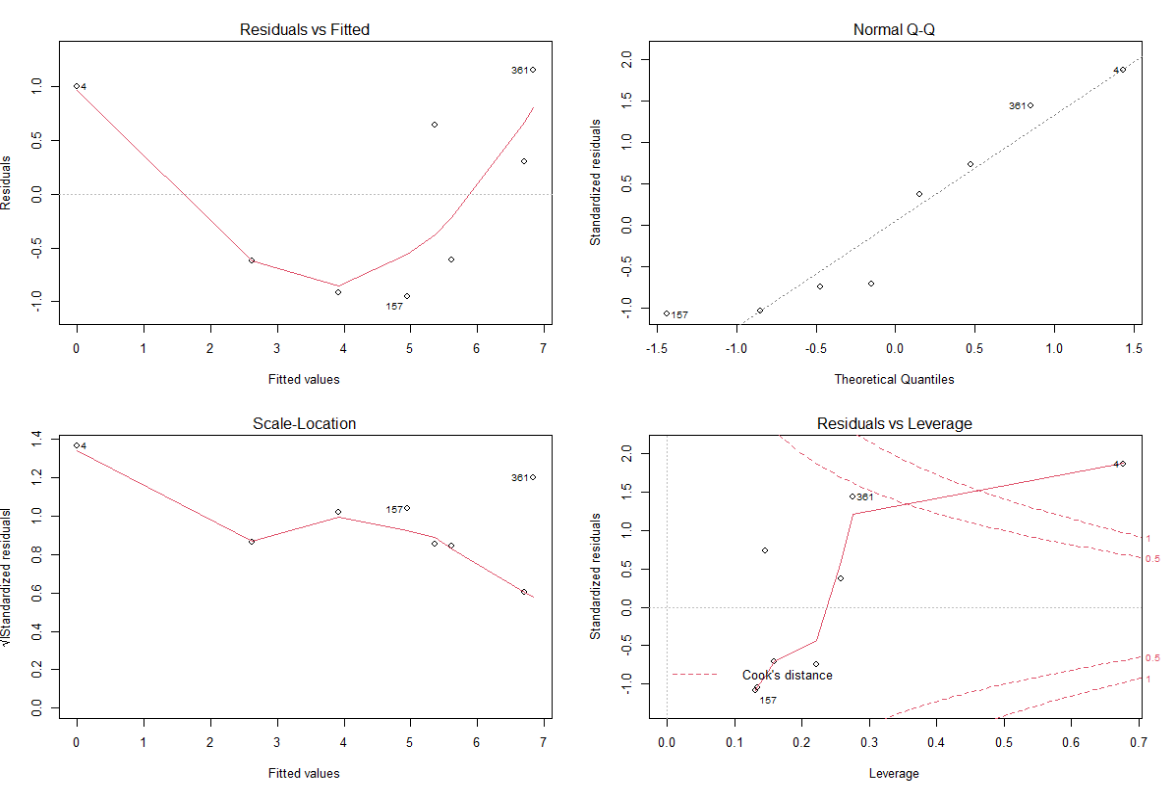 Residuals vs Fitted
Residuals
1.0
0.5
0.0
-0.5
-1.0
4
361
157
0 1 2 3 4 5 6 7
Fitted values
Normal Q-Q
Standardized residuals
2.0
1.5
1.0
0.5
0.0
-0.5
-1.0
4
361
157
-1.5 -1.0 -0.5 0.0 0.5 1.0 1.5
Theoretical Quantiles
Scale-Location
√|Standardized residuals|
1.4
1.2
1.0
0.8
0.6
0.4
0.2
0.0
4
361
157
0 1 2 3 4 5 6 7
Fitted values
Residuals vs Leverage
Standardized residuals
2.0
1.5
1.0
0.5
0.0
-0.5
-1.0
4
361
1
0.5
0.5
1
Cook's distance
157
0.0 0.1 0.2 0.3 0.4 0.5 0.6 0.7
Leverage